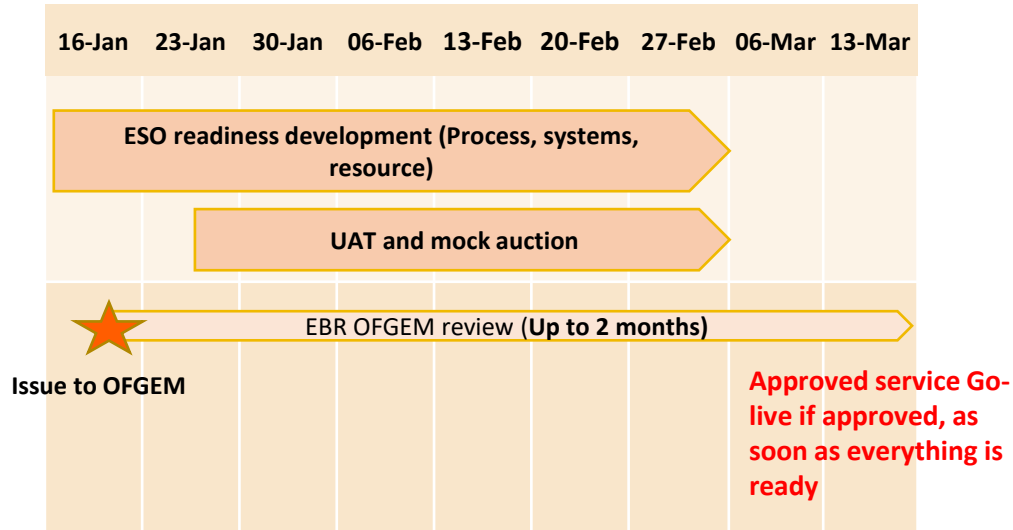 16-Jan 23-Jan 30-Jan 06-Feb 13-Feb 20-Feb 27-Feb 06-Mar 13-Mar
ESO readiness development (Process, systems,
resource)
UAT and mock auction
EBR OFGEM review (Up to 2 months)
Issue to OFGEM
Approved service Go-
live if approved, as
soon as everything is
ready